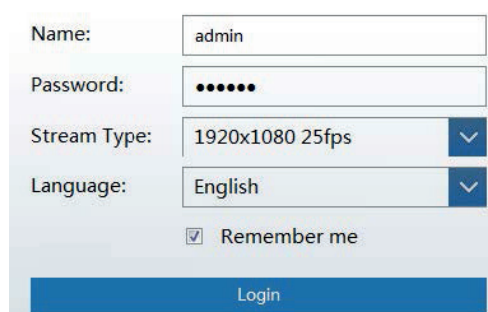 Name: admin
Password: ••••••
Stream Type: 1920x1080 25fps
Language: English
Remember me
Login